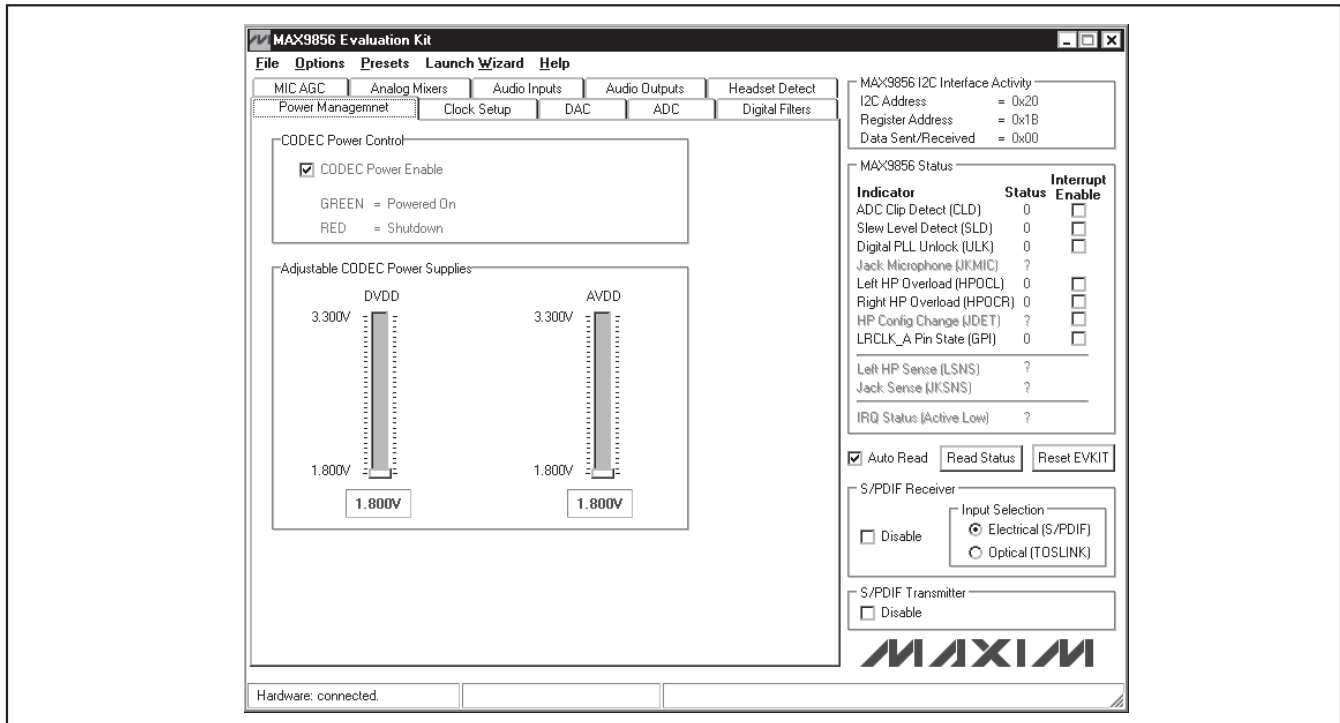 MAX9856 Evaluation Kit
File Options Presets Launch Wizard Help
MIC AGC Analog Mixers Audio Inputs Audio Outputs Headset Detect
Power Managemnet Clock Setup DAC ADC Digital Filters
CODEC Power Control
CODEC Power Enable
GREEN = Powered On
RED = Shutdown
Adjustable CODEC Power Supplies
DVDD AVDD
3.300V 3.300V
1.800V 1.800V
1.800V 1.800V
MAX9856 I2C Interface Activity
I2C Address = 0x20
Register Address = 0x1B
Data Sent/Received = 0x00
MAX9856 Status
Indicator Status Interrupt Enable
ADC Clip Detect (CLD) 0
Slew Level Detect (SLD) 0
Digital PLL Unlock (ULK) 0
Jack Microphone (JKMIC) ?
Left HP Overload (HPOCL) 0
Right HP Overload (HPOCR) 0
HP Config Change (JDET) ?
LRCLK_A Pin State (GPI) 0
Left HP Sense (LSNS) ?
Jack Sense (JKSNS) ?
IRQ Status (Active Low) ?
Auto Read Read Status Reset EVKIT
S/PDIF Receiver
Disable
Input Selection
Electrical (S/PDIF)
Optical (TOSLINK)
S/PDIF Transmitter
Disable
MAXIM
Hardware: connected.